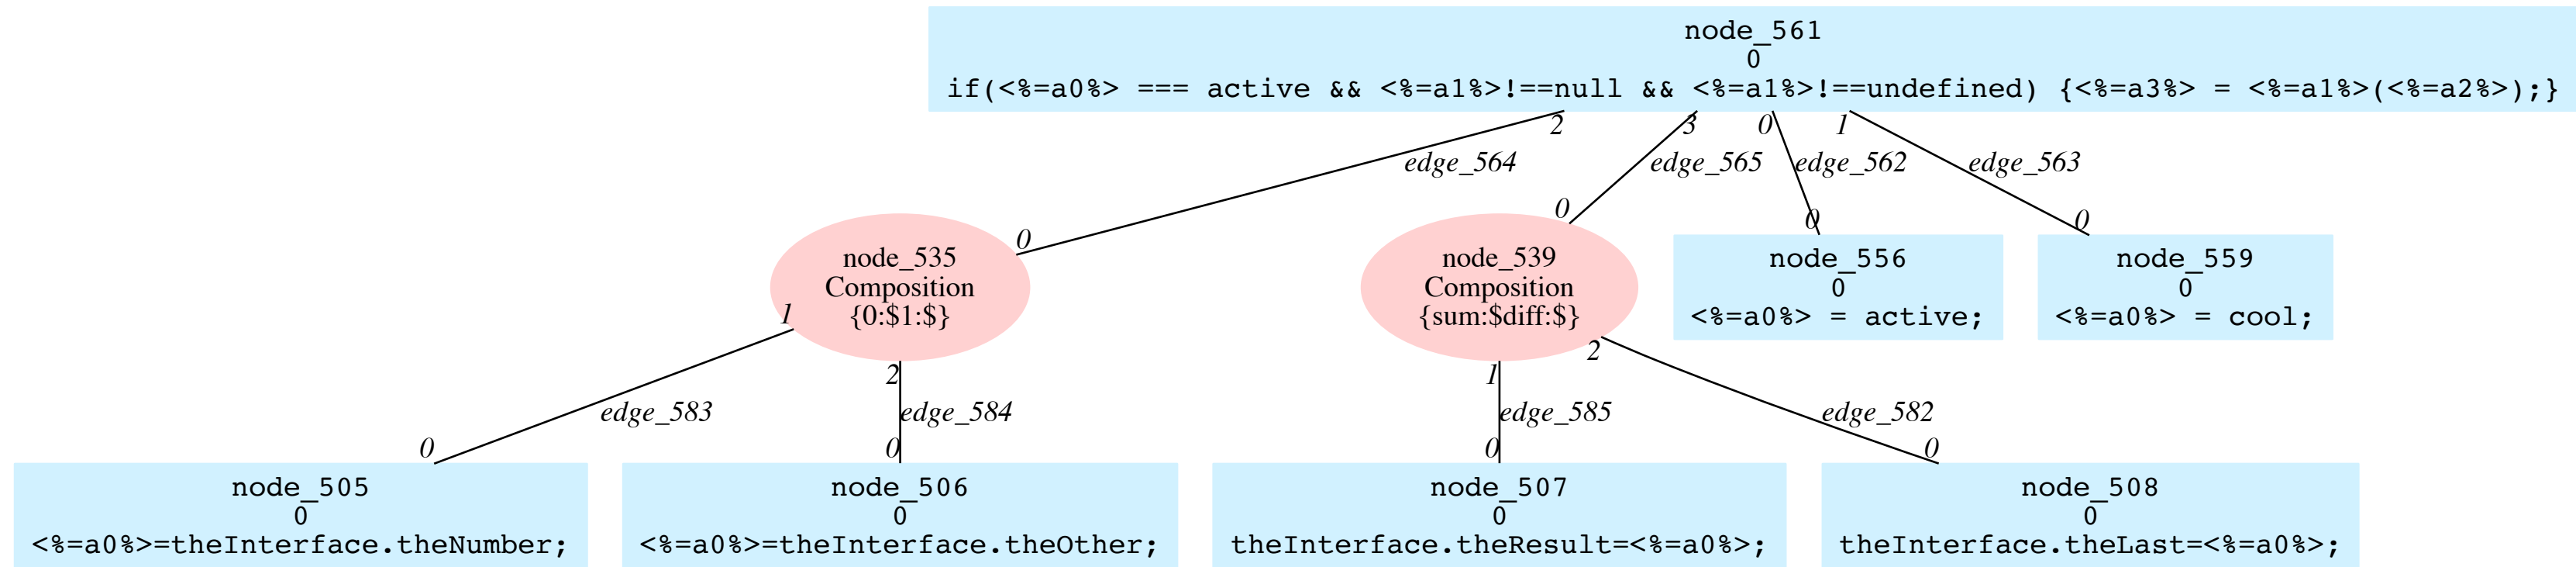 node_561
0
if(<%=a0%> === active && <%=a1%>!==null && <%=a1%>!==undefined) {<%=a3%> = <%=a1%>(<%=a2%>);}
2
3
0
1
edge_564
edge_565
edge_562
edge_563
0
0
0
0
node_535
Composition
{0:$1:$}
node_539
Composition
{sum:$diff:$}
node_556
0
<%=a0%> = active;
node_559
0
<%=a0%> = cool;
1
2
1
2
edge_583
edge_584
edge_585
edge_582
0
0
0
0
node_505
0
<%=a0%>=theInterface.theNumber;
node_506
0
<%=a0%>=theInterface.theOther;
node_507
0
theInterface.theResult=<%=a0%>;
node_508
0
theInterface.theLast=<%=a0%>;